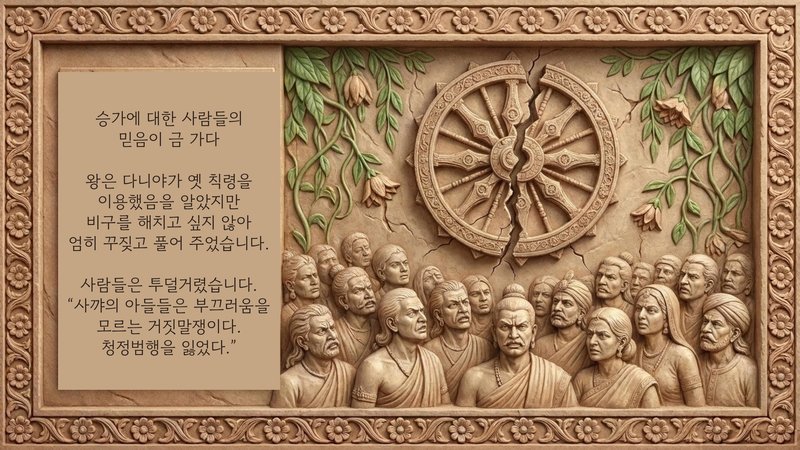 승가에 대한 사람들의
믿음이 금 가다
왕은 다니야가 옛 칙령을
이용했음을 알았지만
비구를 해치고 싶지 않아
엄히 꾸짖고 풀어 주었습니다.
사람들은 투덜거렸습니다.
“사꺄의 아들들은 부끄러움을
모르는 거짓말쟁이다.
청정범행을 잃었다.”